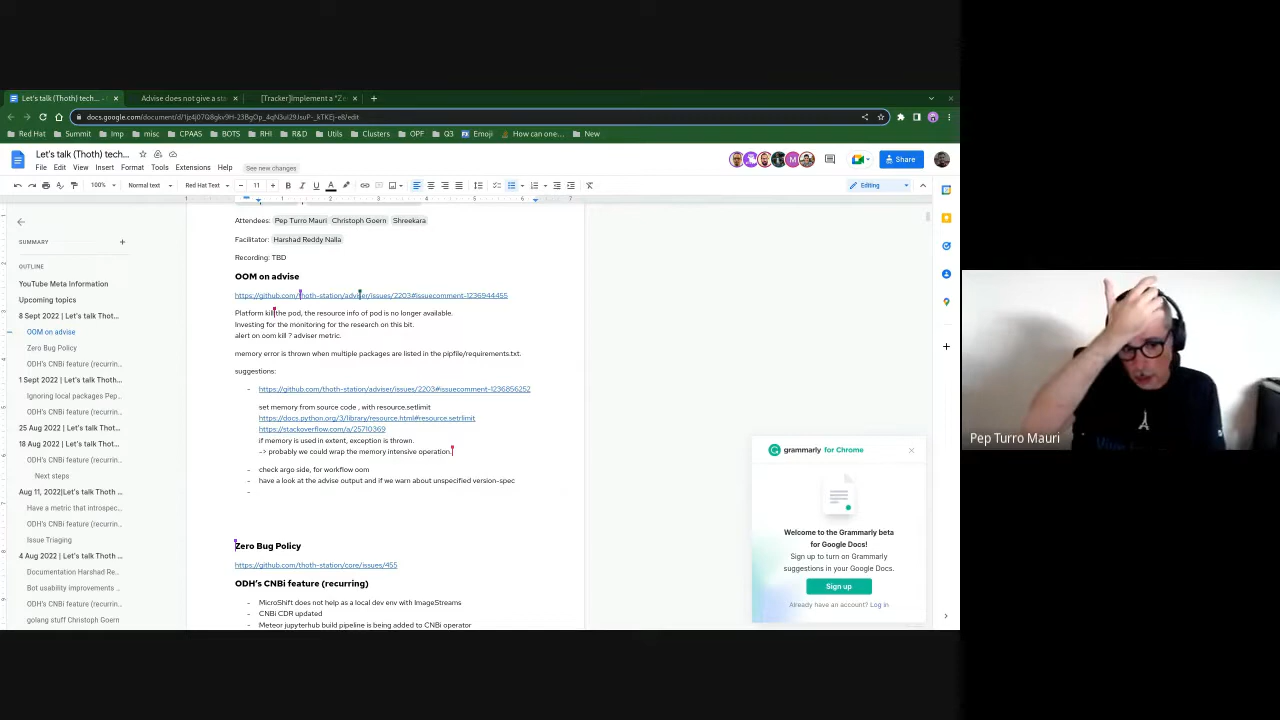 Let's talk (Thoth) tech...
Advise does not give a sta
[Tracker]Implement a "Ze
Red Hat
Summit
Imp
misc
CPAAS
BOTS
RHI
R&D
Utils
Clusters
OPF
Q3
Emoji
How can one...
New
Let's talk (Thoth) tech...
File Edit View Insert Format Tools Extensions Help
See new changes
Share
100%
Normal text
Red Hat Text
11
Editing
SUMMARY
OUTLINE
YouTube Meta Information
Upcoming topics
8 Sept 2022 | Let's talk Thot...
OOM on advise
Zero Bug Policy
ODH's CNBi feature (recurrin...
1 Sept 2022 | Let's talk Thot...
Ignoring local packages Pep...
ODH's CNBi feature (recurrin...
25 Aug 2022 | Let's talk Thot...
18 Aug 2022 | Let's talk Thot...
ODH's CNBi feature (recurrin...
Next steps
Aug 11, 2022|Let's talk Thoth ...
Have a metric that introspec...
ODH's CNBi feature (recurrin...
Issue Triaging
4 Aug 2022 | Let's talk Thoth ...
Documentation Harshad Re...
Bot usability improvements ...
ODH's CNBi feature (recurrin...
golang stuff Christoph Goern
Attendees: Pep Turro Mauri Christoph Goern Shreekara
Facilitator: Harshad Reddy Nalla
Recording: TBD
OOM on advise
https://github.com/thoth-station/adviser/issues/2203#issuecomment-1236944455
Platform kill the pod, the resource info of pod is no longer available.
Investing for the monitoring for the research on this bit.
alert on oom kill ? adviser metric.
memory error is thrown when multiple packages are listed in the pipfile/requirements.txt.
suggestions:
- https://github.com/thoth-station/adviser/issues/2203#issuecomment-1236856252
set memory from source code , with resource.setlimit
https://docs.python.org/3/library/resource.html#resource.setrlimit
https://stackoverflow.com/a/25710369
if memory is used in extent, exception is thrown.
-> probably we could wrap the memory intensive operation.
- check argo side, for workflow oom
- have a look at the advise output and if we warn about unspecified version-spec
-
Zero Bug Policy
https://github.com/thoth-station/core/issues/455
ODH's CNBi feature (recurring)
- MicroShift does not help as a local dev env with ImageStreams
- CNBi CDR updated
- Meteor jupyterhub build pipeline is being added to CNBi operator
grammarly for Chrome
Welcome to the Grammarly beta
for Google Docs!
Sign up to turn on Grammarly
suggestions in your Google Docs.
Sign up
Already have an account? Log in
Pep Turro Mauri